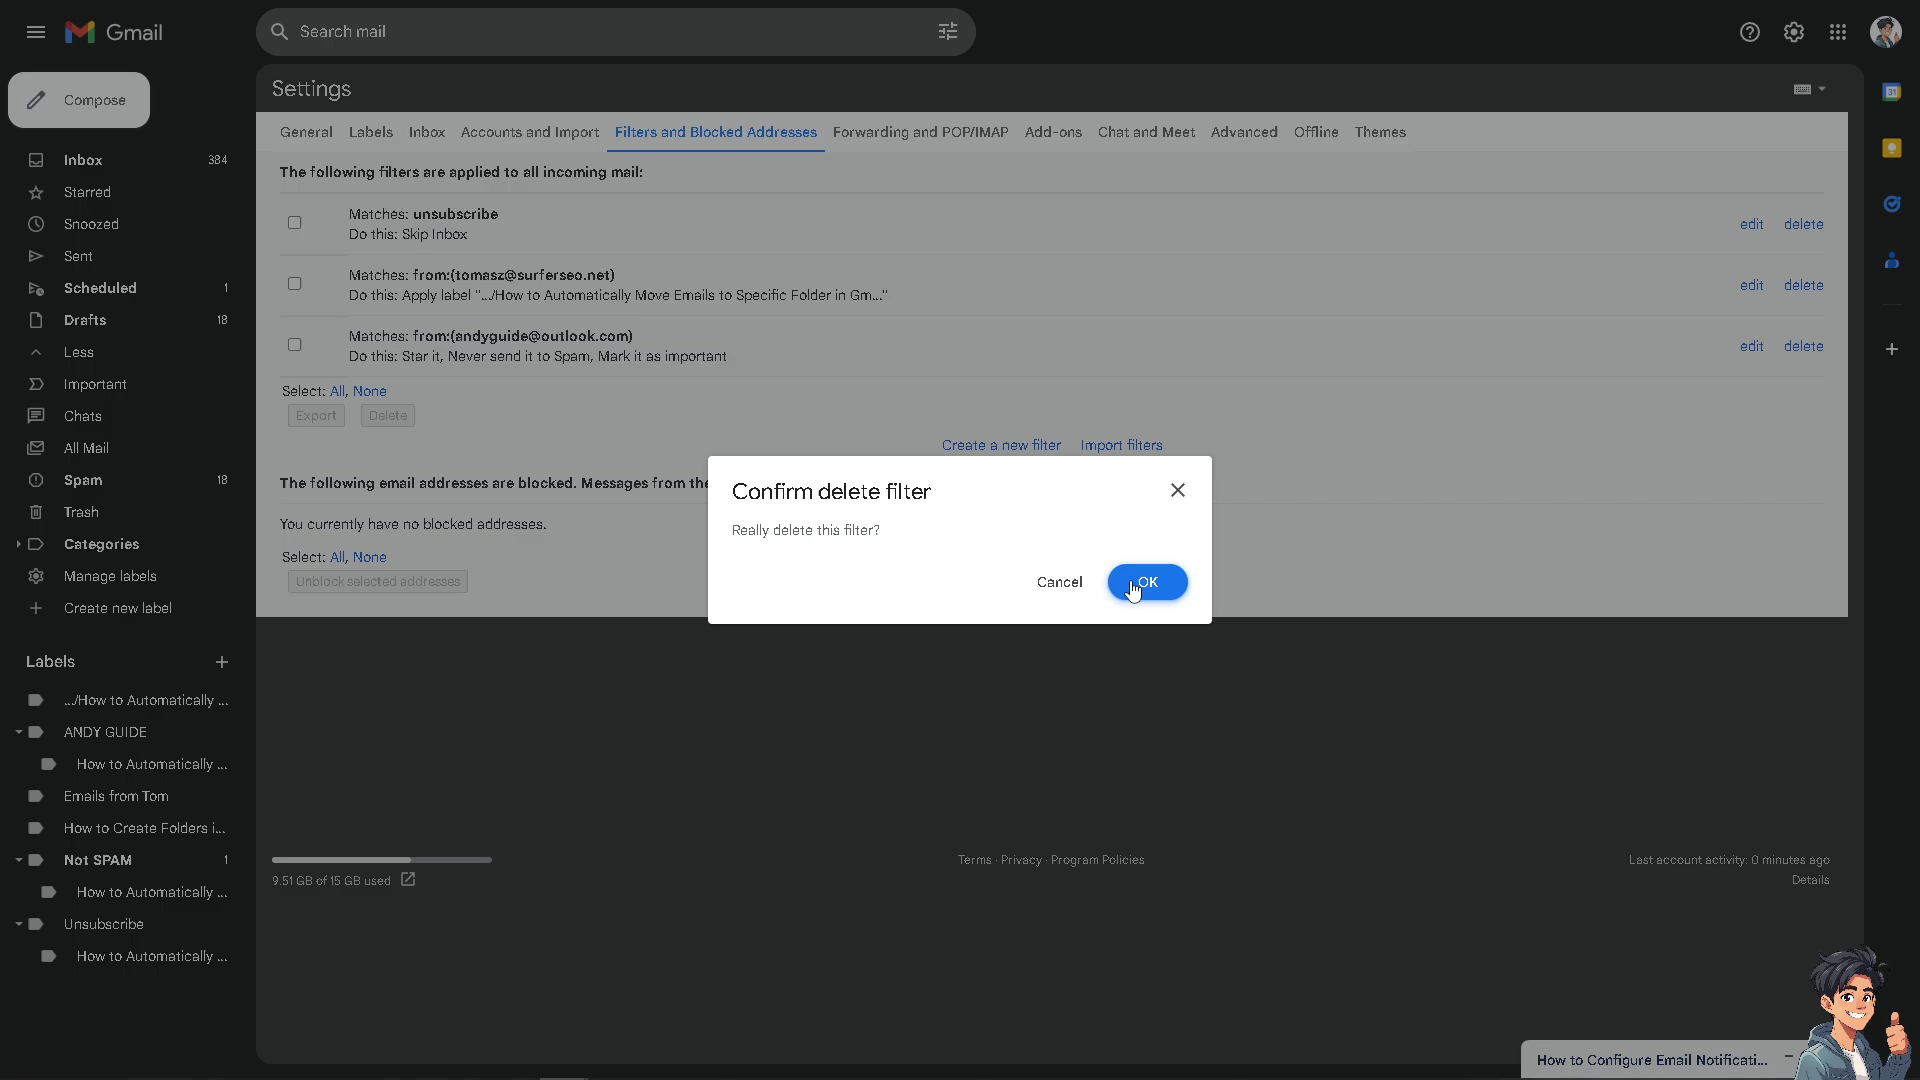 Gmail
Search mail
Compose
Inbox 384
Starred
Snoozed
Sent
Scheduled 1
Drafts 18
Less
Important
Chats
All Mail
Spam 18
Trash
Categories
Manage labels
Create new label
Labels
.../How to Automatically ...
ANDY GUIDE
How to Automatically ...
Emails from Tom
How to Create Folders i...
Not SPAM 1
How to Automatically ...
Unsubscribe
How to Automatically ...
Settings
General Labels Inbox Accounts and Import Filters and Blocked Addresses Forwarding and POP/IMAP Add-ons Chat and Meet Advanced Offline Themes
The following filters are applied to all incoming mail:
Matches: unsubscribe
Do this: Skip Inbox
edit delete
Matches: from:(tomasz@surferseo.net)
Do this: Apply label ".../How to Automatically Move Emails to Specific Folder in Gm..."
edit delete
Matches: from:(andyguide@outlook.com)
Do this: Star it, Never send it to Spam, Mark it as important
edit delete
Select: All, None
Export Delete
Create a new filter Import filters
The following email addresses are blocked. Messages from the
You currently have no blocked addresses.
Select: All, None
Unblock selected addresses
Confirm delete filter
Really delete this filter?
Cancel OK
9.51 GB of 15 GB used
Terms · Privacy · Program Policies
Last account activity: 0 minutes ago
Details
31
How to Configure Email Notificati...